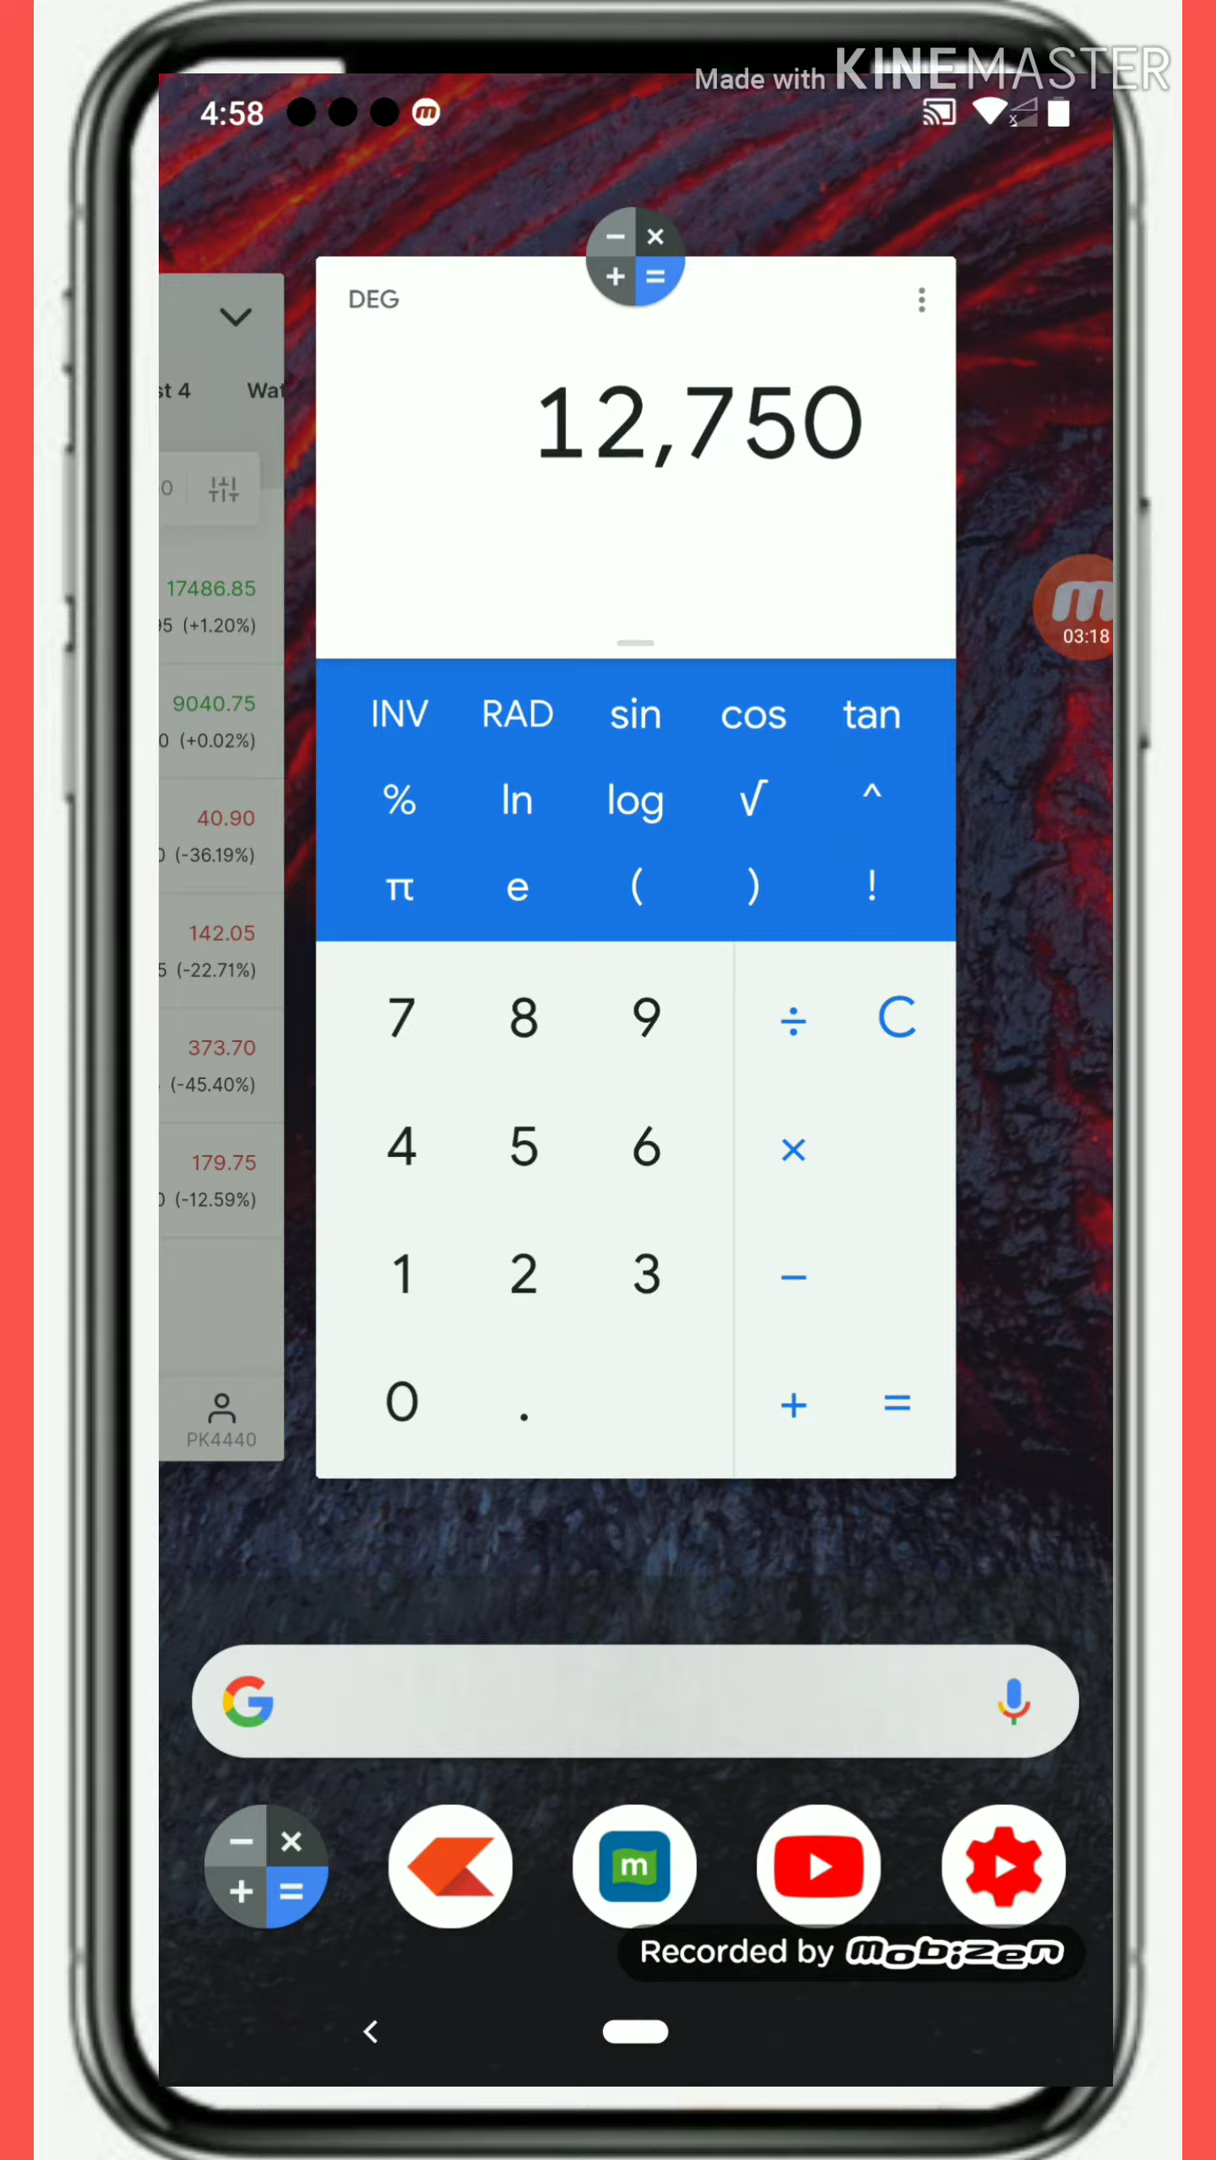 Made with KINEMASTER
4:58
DEG
12,750
st 4 Wat
0
17486.85
95 (+1.20%)
9040.75
0 (+0.02%)
40.90
0 (-36.19%)
142.05
5 (-22.71%)
373.70
(-45.40%)
179.75
0 (-12.59%)
PK4440
03:18
INV RAD sin cos tan
% ln log √ ^
π e ( ) !
7 8 9 ÷ C
4 5 6 ×
1 2 3 −
0 . + =
Recorded by mobizen